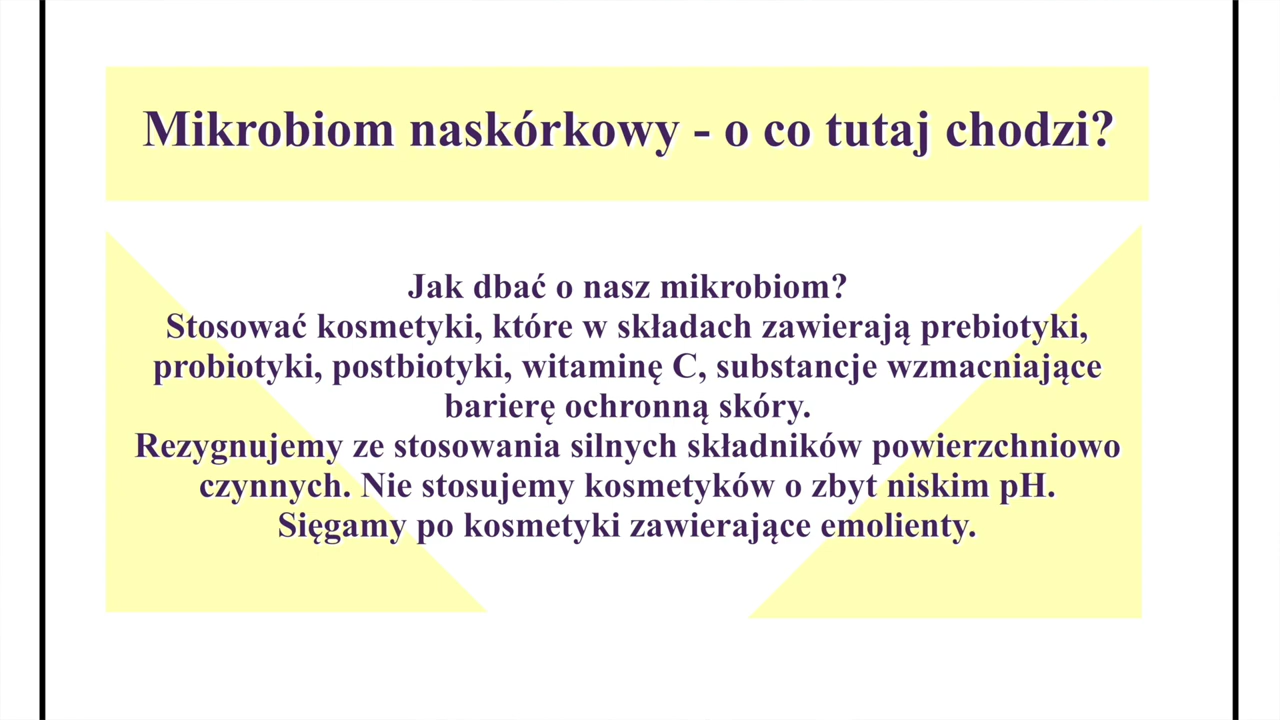 Mikrobiom naskórkowy - o co tutaj chodzi?
Jak dbać o nasz mikrobiom?
Stosować kosmetyki, które w składach zawierają prebiotyki,
probiotyki, postbiotyki, witaminę C, substancje wzmacniające
barierę ochronną skóry.
Rezygnujemy ze stosowania silnych składników powierzchniowo
czynnych. Nie stosujemy kosmetyków o zbyt niskim pH.
Sięgamy po kosmetyki zawierające emolienty.